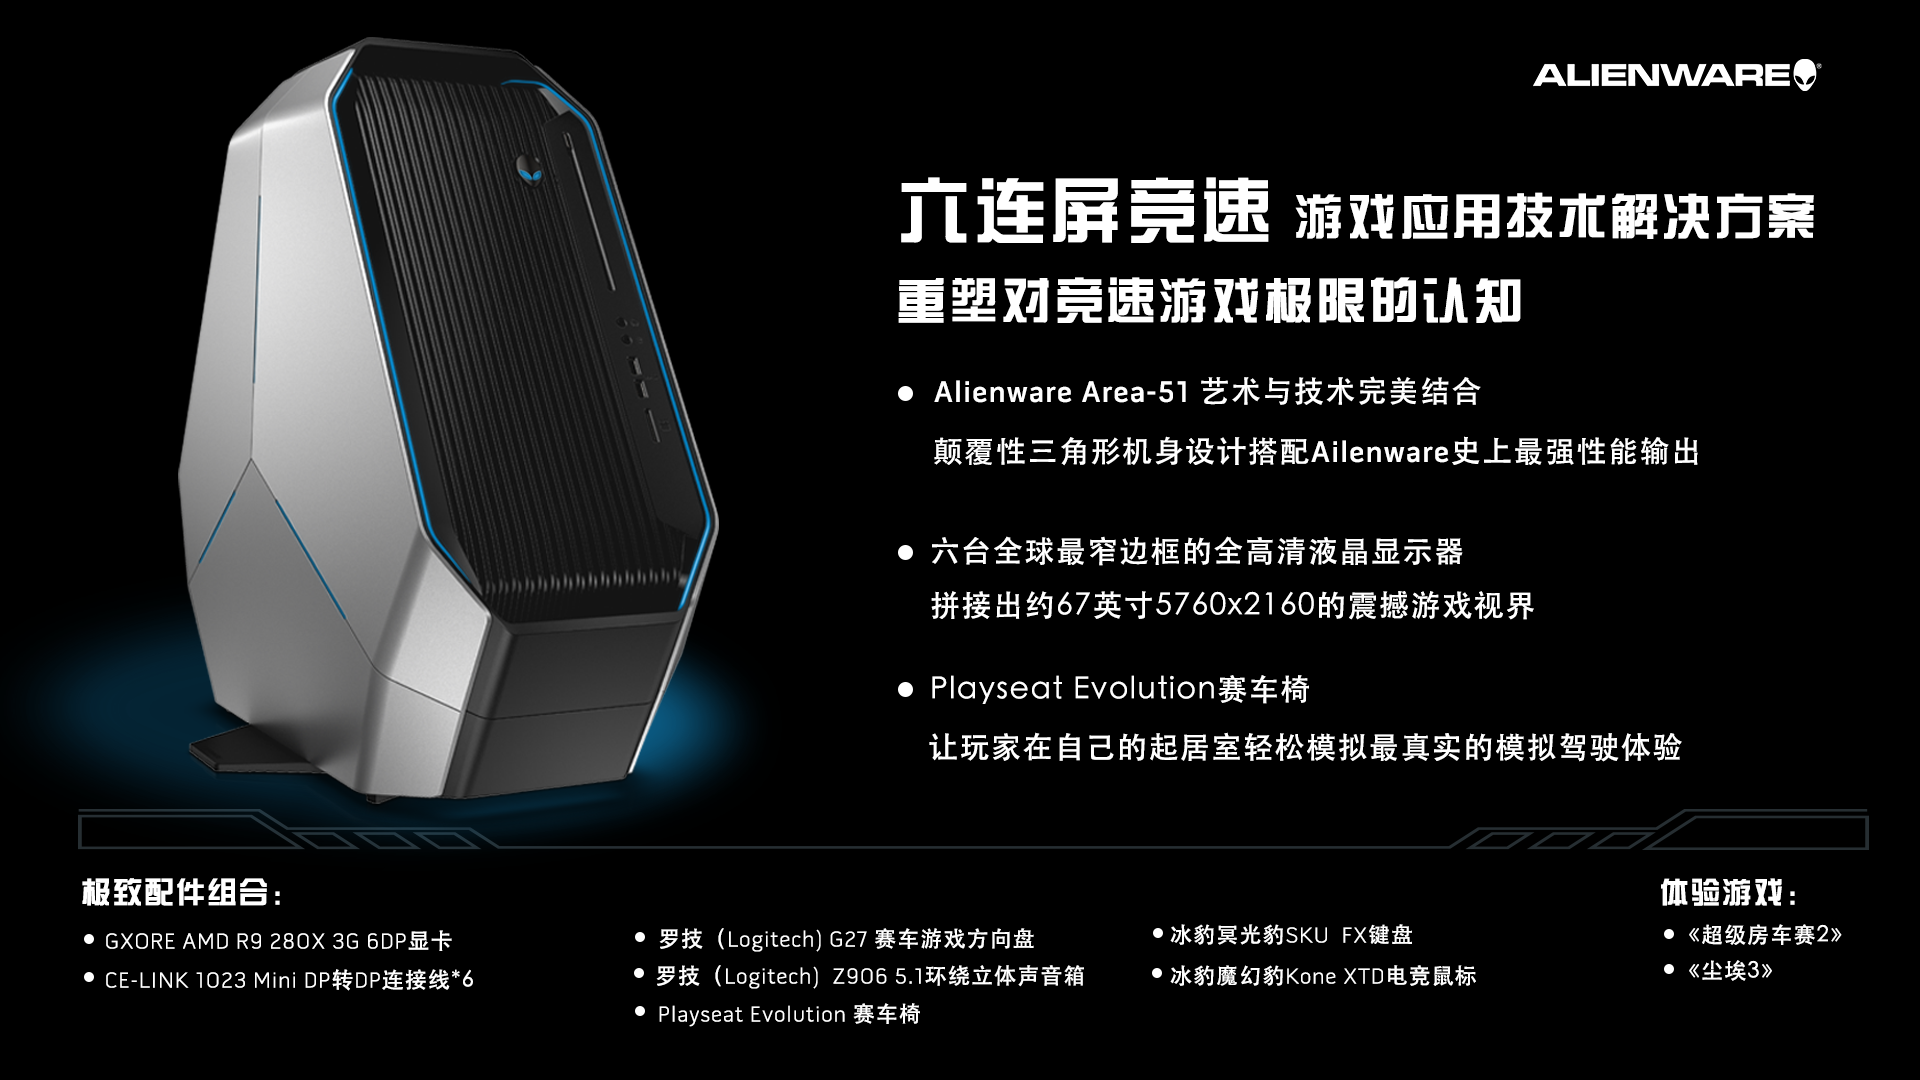 ALIENWARE
六连屏竞速 游戏应用技术解决方案
重塑对竞速游戏极限的认知
● Alienware Area-51 艺术与技术完美结合
颠覆性三角形机身设计搭配Ailenware史上最强性能输出
● 六台全球最窄边框的全高清液晶显示器
拼接出约67英寸5760x2160的震撼游戏视界
● Playseat Evolution赛车椅
让玩家在自己的起居室轻松模拟最真实的模拟驾驶体验
极致配件组合：
● GXORE AMD R9 280X 3G 6DP显卡
● CE-LINK 1023 Mini DP转DP连接线*6
● 罗技（Logitech) G27 赛车游戏方向盘
● 罗技（Logitech) Z906 5.1环绕立体声音箱
● Playseat Evolution 赛车椅
● 冰豹冥光豹SKU FX键盘
● 冰豹魔幻豹Kone XTD电竞鼠标
体验游戏：
● 《超级房车赛2》
● 《尘埃3》